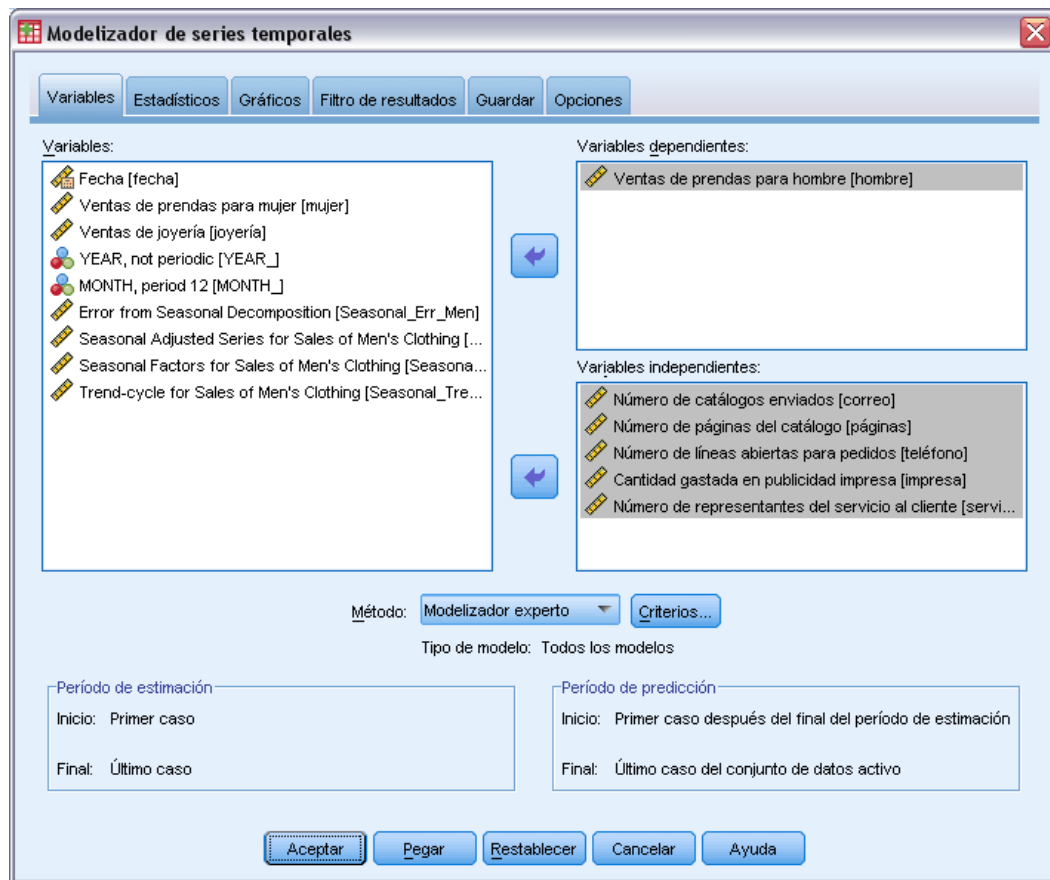 Modelizador de series temporales
Variables
Estadísticos
Gráficos
Filtro de resultados
Guardar
Opciones
Variables:
Fecha [fecha]
Ventas de prendas para mujer [mujer]
Ventas de joyería [joyería]
YEAR, not periodic [YEAR_]
MONTH, period 12 [MONTH_]
Error from Seasonal Decomposition [Seasonal_Err_Men]
Seasonal Adjusted Series for Sales of Men's Clothing [...
Seasonal Factors for Sales of Men's Clothing [Seasona...
Trend-cycle for Sales of Men's Clothing [Seasonal_Tre...
Variables dependientes:
Ventas de prendas para hombre [hombre]
Variables independientes:
Número de catálogos enviados [correo]
Número de páginas del catálogo [páginas]
Número de líneas abiertas para pedidos [teléfono]
Cantidad gastada en publicidad impresa [impresa]
Número de representantes del servicio al cliente [servi...
Método:
Modelizador experto
Criterios...
Tipo de modelo: Todos los modelos
Período de estimación
Inicio: Primer caso
Final: Último caso
Período de predicción
Inicio: Primer caso después del final del período de estimación
Final: Último caso del conjunto de datos activo
Aceptar
Pegar
Restablecer
Cancelar
Ayuda